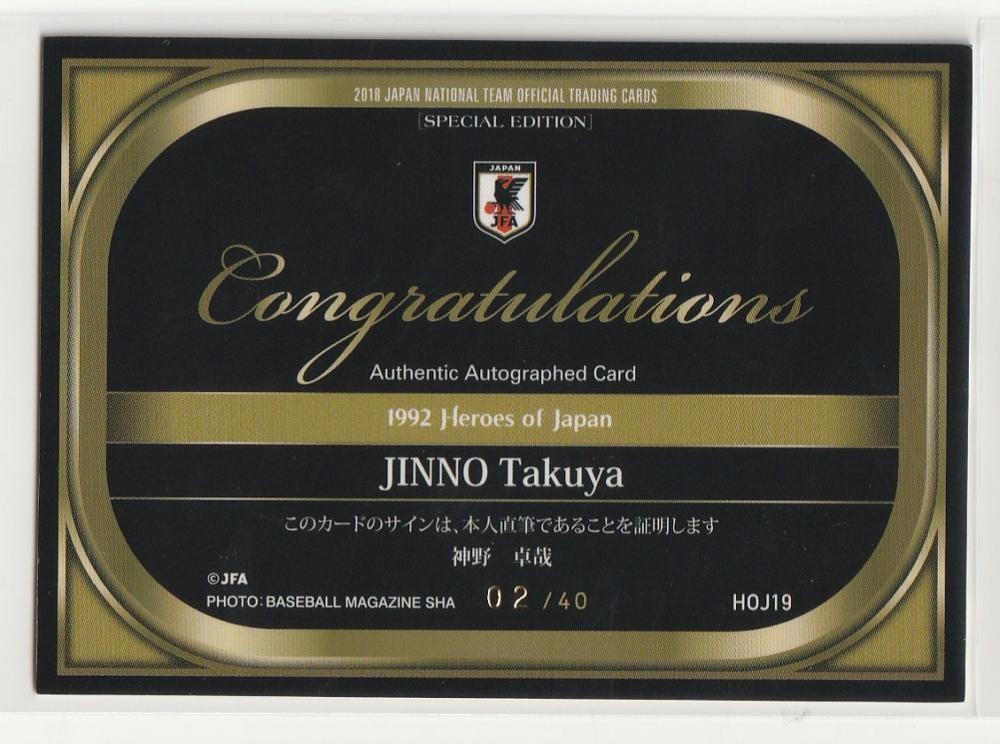 2018 JAPAN NATIONAL TEAM OFFICIAL TRADING CARDS
[SPECIAL EDITION]
JAPAN
JFA
Congratulations
Authentic Autographed Card
1992 Heroes of Japan
JINNO Takuya
このカードのサインは、本人直筆であることを証明します
神野 卓哉
©JFA
PHOTO:BASEBALL MAGAZINE SHA 02/40 HOJ19